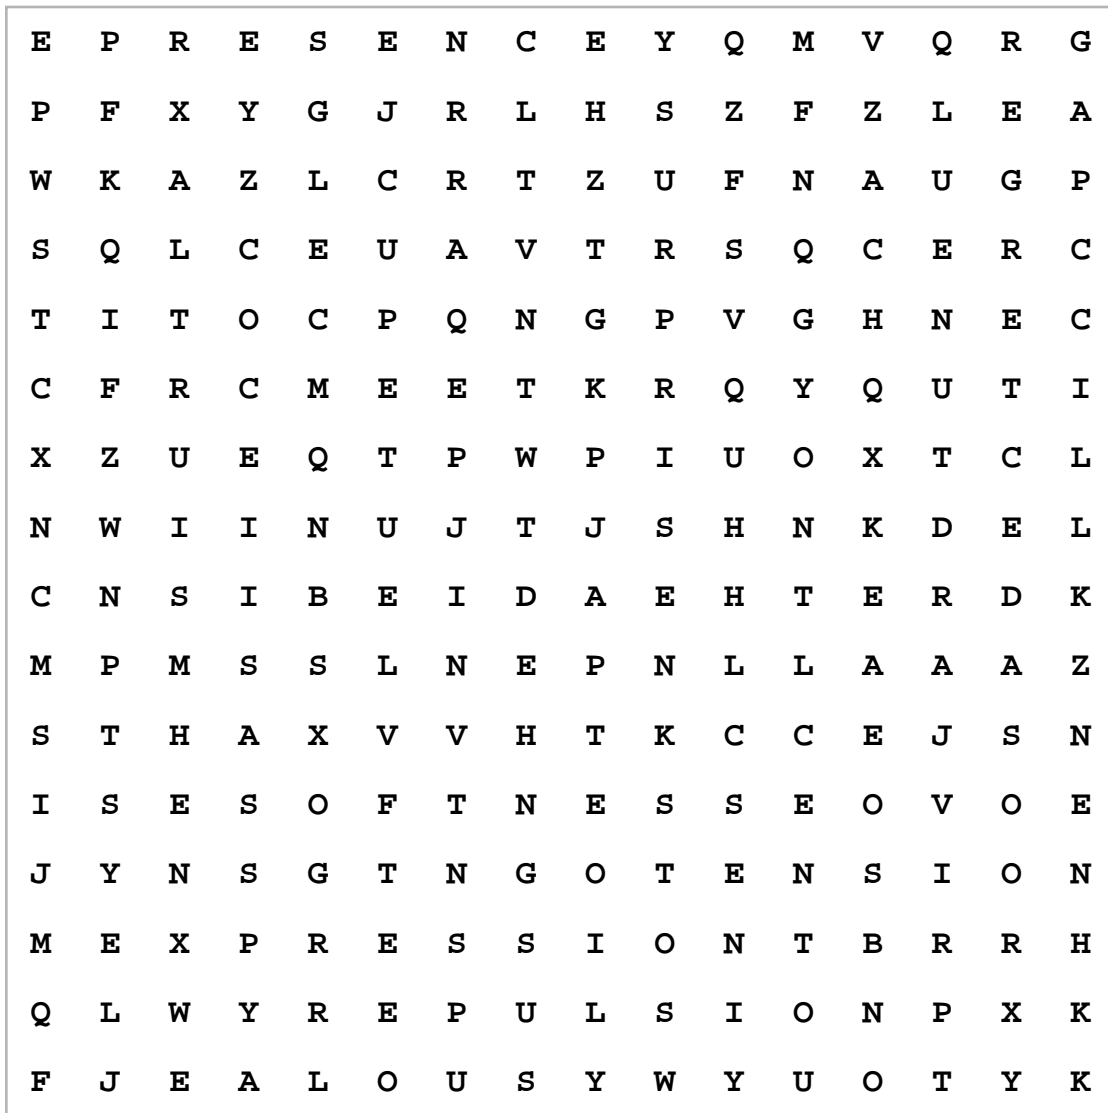 E P R E S E N C E Y Q M V Q R G
P F X Y G J R L H S Z F Z L E A
W K A Z L C R T Z U F N A U G P
S Q L C E U A V T R S Q C E R C
T I T O C P Q N G P V G H N E C
C F R C M E E T K R Q Y Q U T I
X Z U E Q T P W P I U O X T C L
N W I I N U J T J S H N K D E L
C N S I B E I D A E H T E R D K
M P M S S L N E P N L L A A A Z
S T H A X V V H T K C C E J S N
I S E S O F T N E S S E O V O E
J Y N S G T N G O T E N S I O N
M E X P R E S S I O N T B R R H
Q L W Y R E P U L S I O N P X K
F J E A L O U S Y W Y U O T Y K